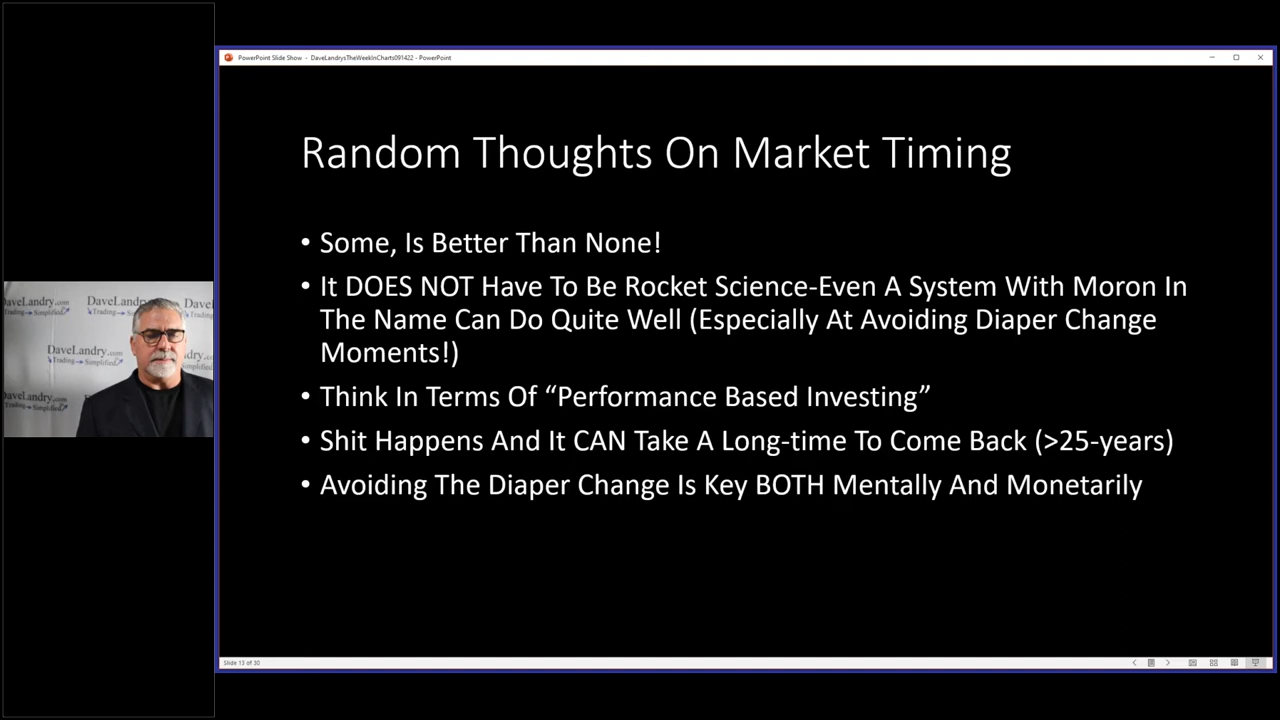 PowerPoint Slide Show - DaveLandrysTheWeekInCharts091422 - PowerPoint
Random Thoughts On Market Timing
• Some, Is Better Than None!
• It DOES NOT Have To Be Rocket Science-Even A System With Moron In
The Name Can Do Quite Well (Especially At Avoiding Diaper Change
Moments!)
• Think In Terms Of “Performance Based Investing”
• Shit Happens And It CAN Take A Long-time To Come Back (>25-years)
• Avoiding The Diaper Change Is Key BOTH Mentally And Monetarily
DaveLandry.com
Trading Simplified
Slide 13 of 30